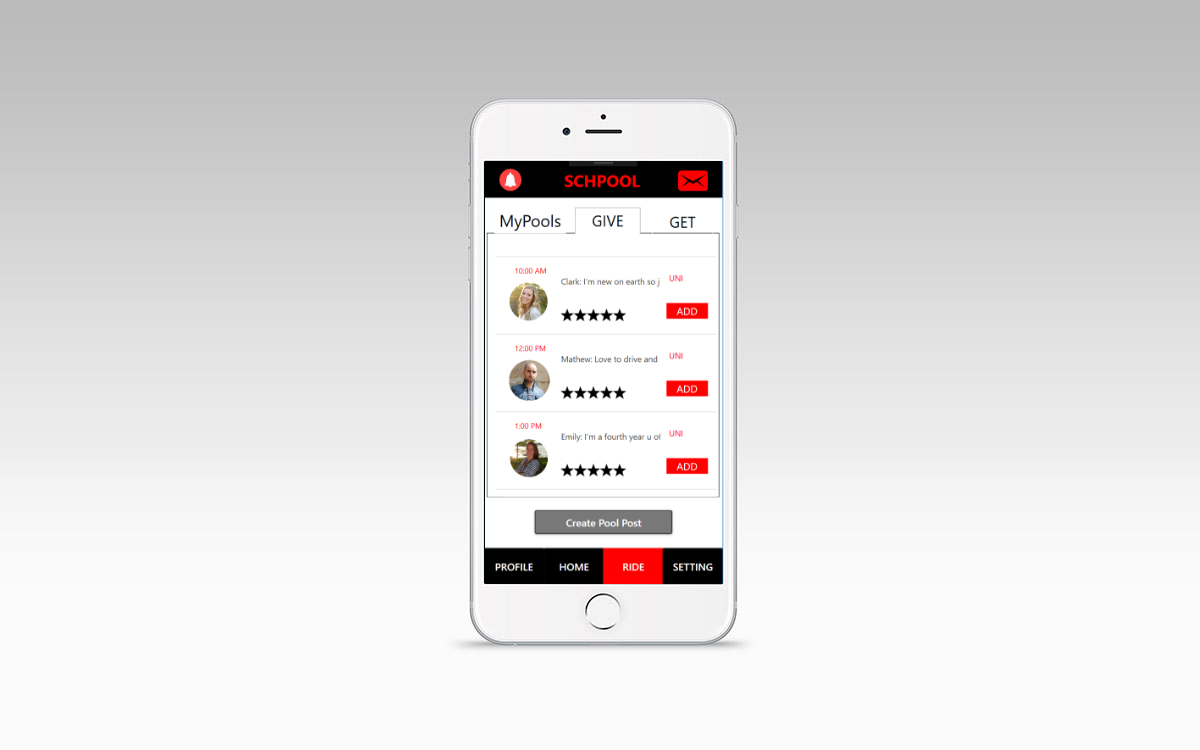 SCHPOOL
MyPools GIVE GET
10:00 AM
Clark: I'm new on earth so j
UNI
ADD
12:00 PM
Mathew: Love to drive and
UNI
ADD
1:00 PM
Emily: I'm a fourth year u of
UNI
ADD
Create Pool Post
PROFILE HOME RIDE SETTING